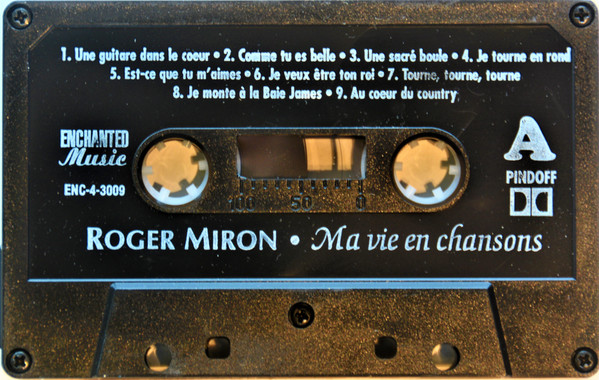 1. Une guitare dans le coeur • 2. Comme tu es belle • 3. Une sacré boule • 4. Je tourne en rond
5. Est-ce que tu m'aimes • 6. Je veux être ton roi • 7. Tourne, tourne, tourne
8. Je monte à la Baie James • 9. Au coeur du country
ENCHANTED
Music
ENC-4-3009
A
PINDOFF
100 50 0
ROGER MIRON • Ma vie en chansons